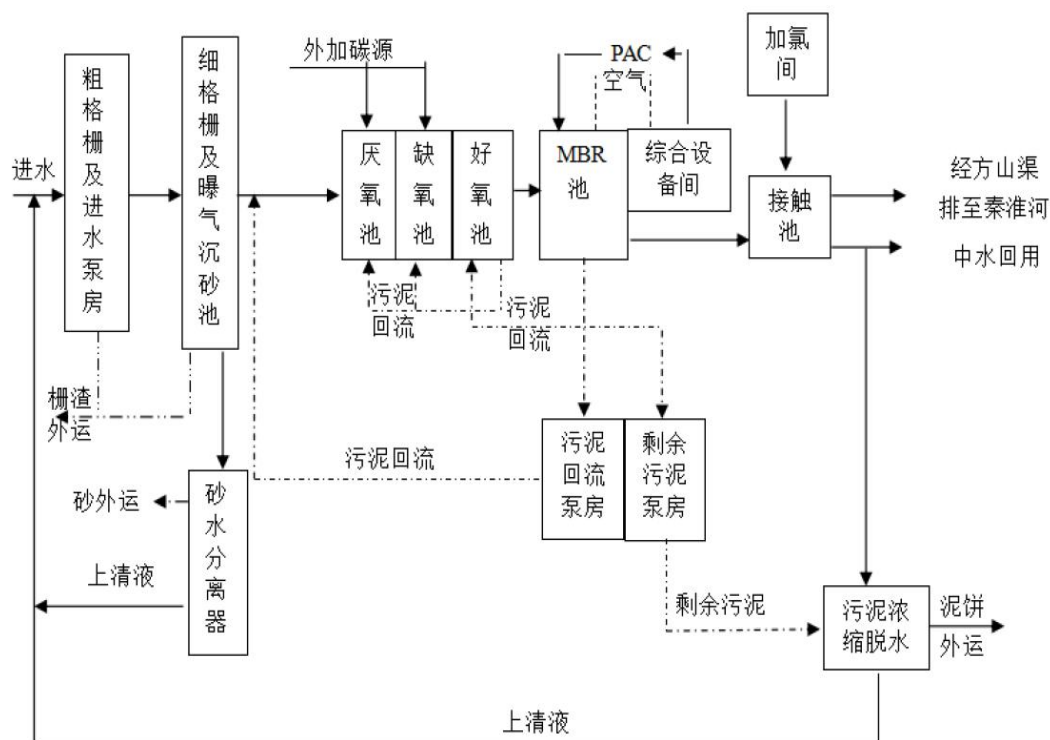 进水
粗格栅及进水泵房
细格栅及曝气沉砂池
外加碳源
厌氧池
缺氧池
好氧池
PAC
空气
MBR
池
综合设
备间
加氯
间
接触
池
经方山渠
排至秦淮河
中水回用
污泥
回流
污泥
回流
栅渣
外运
污泥回流
污泥
回流
泵房
剩余
污泥
泵房
砂外运
砂水分离器
上清液
剩余污泥
污泥浓
缩脱水
泥饼
外运
上清液